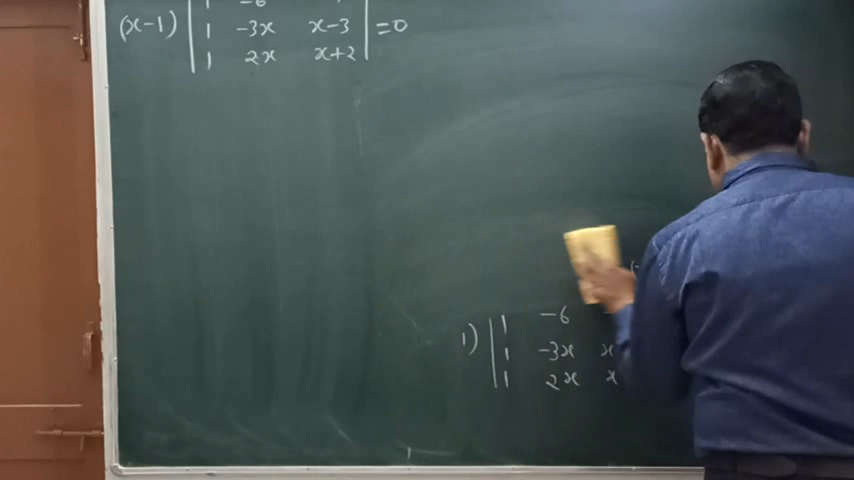 1 -6
(x-1) 1 -3x x-3 =0
1 2x x+2
1 -6
1) 1 -3x x
1 2x x